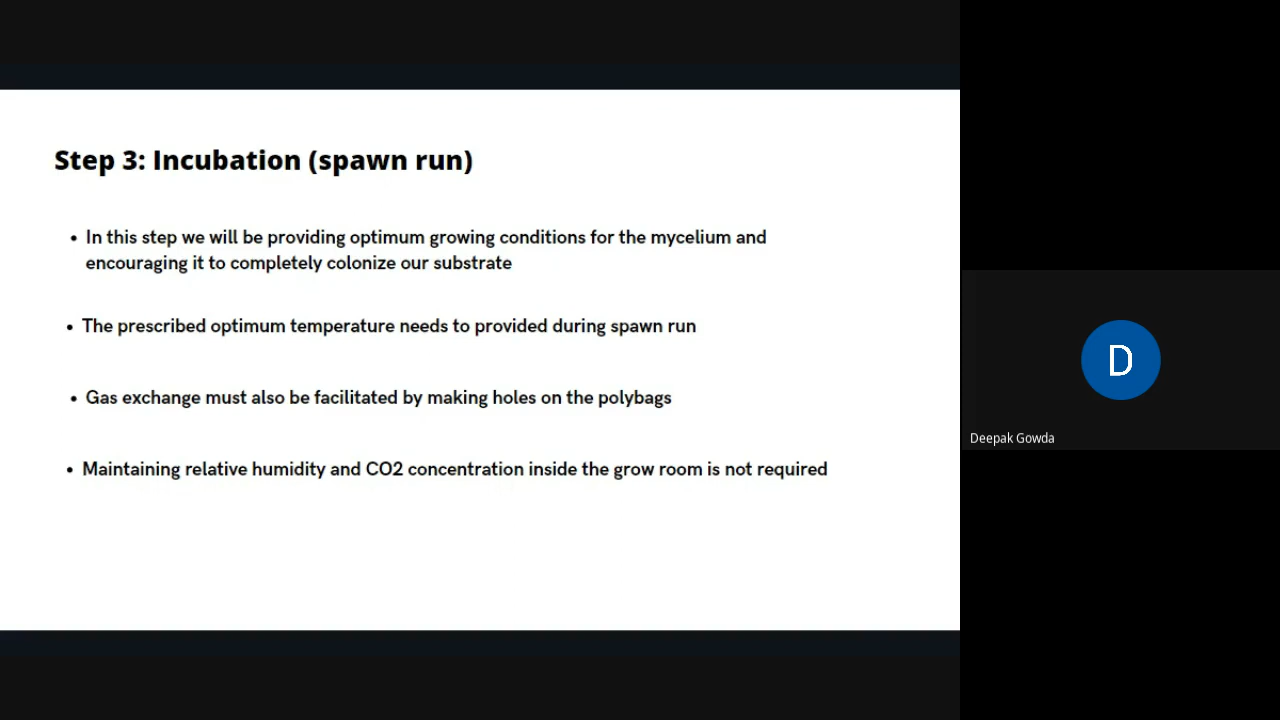 Step 3: Incubation (spawn run)
• In this step we will be providing optimum growing conditions for the mycelium and
encouraging it to completely colonize our substrate
• The prescribed optimum temperature needs to provided during spawn run
• Gas exchange must also be facilitated by making holes on the polybags
• Maintaining relative humidity and CO2 concentration inside the grow room is not required
D
Deepak Gowda